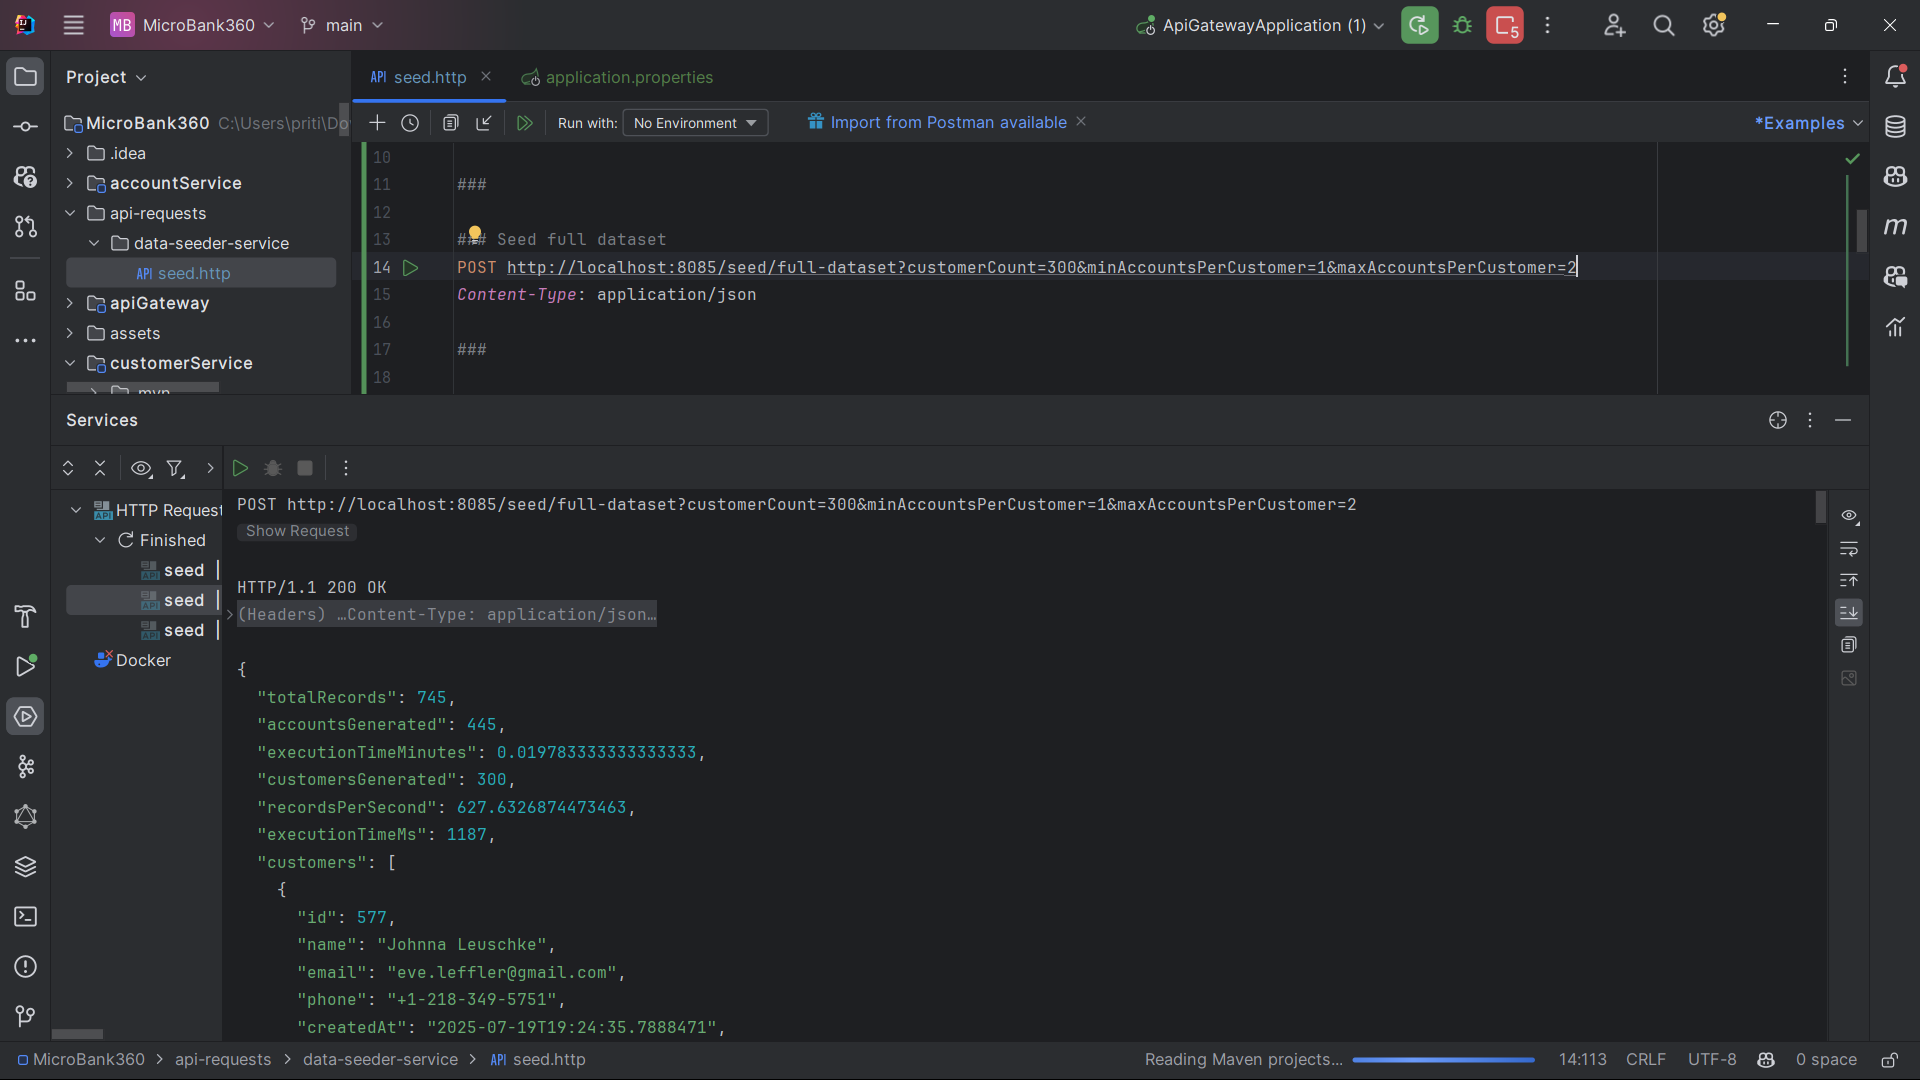 MB MicroBank360 main ApiGatewayApplication (1) 5
Project
seed.http application.properties
API
MicroBank360 C:\Users\priti\Do
Run with: No Environment Import from Postman available *Examples
.idea
accountService
api-requests
data-seeder-service
API seed.http
apiGateway
assets
customerService
10
11 ###
12
13 ### Seed full dataset
14 POST http://localhost:8085/seed/full-dataset?customerCount=300&minAccountsPerCustomer=1&maxAccountsPerCustomer=2
15 Content-Type: application/json
16
17 ###
18
m
Services
HTTP Request
Finished
seed
seed
seed
Docker
POST http://localhost:8085/seed/full-dataset?customerCount=300&minAccountsPerCustomer=1&maxAccountsPerCustomer=2
Show Request
HTTP/1.1 200 OK
(Headers) …Content-Type: application/json…
{
"totalRecords": 745,
"accountsGenerated": 445,
"executionTimeMinutes": 0.019783333333333333,
"customersGenerated": 300,
"recordsPerSecond": 627.6326874473463,
"executionTimeMs": 1187,
"customers": [
{
"id": 577,
"name": "Johnna Leuschke",
"email": "eve.leffler@gmail.com",
"phone": "+1-218-349-5751",
"createdAt": "2025-07-19T19:24:35.7888471",
MicroBank360 > api-requests > data-seeder-service > API seed.http
Reading Maven projects... 14:113 CRLF UTF-8 0 space